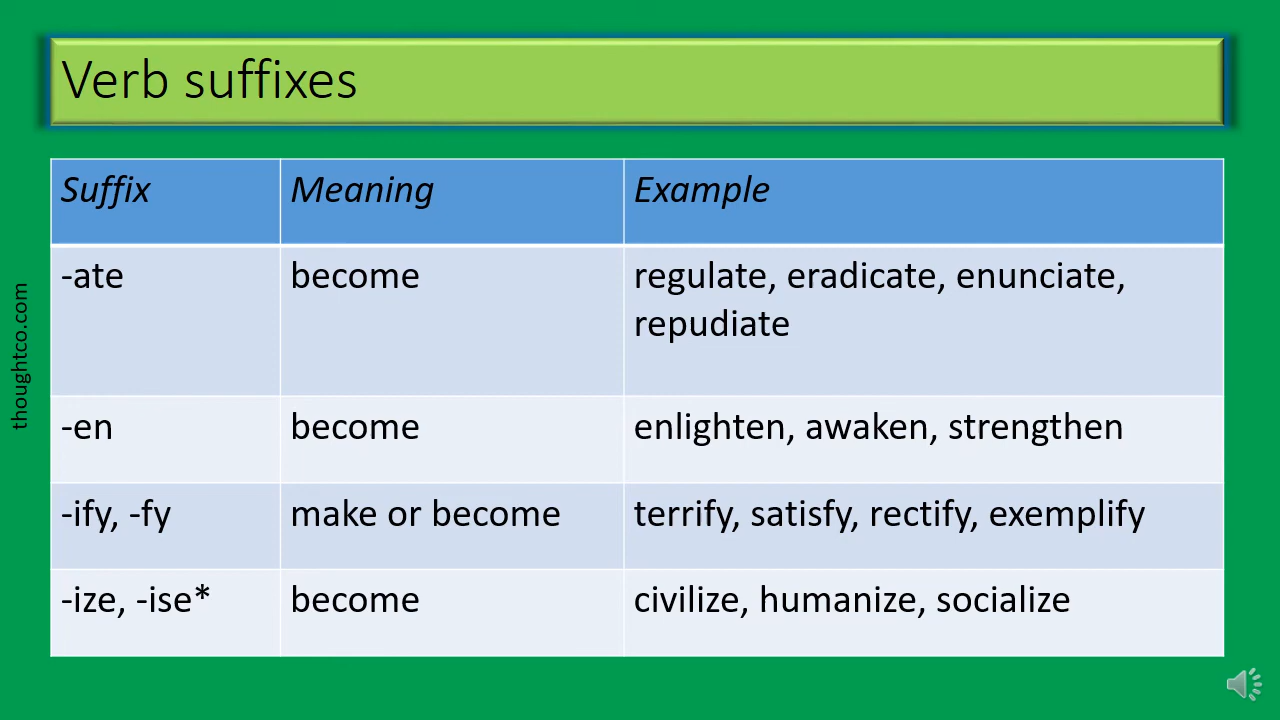 Verb suffixes
Suffix Meaning Example
-ate become regulate, eradicate, enunciate,
repudiate
-en become enlighten, awaken, strengthen
-ify, -fy make or become terrify, satisfy, rectify, exemplify
-ize, -ise* become civilize, humanize, socialize
thoughtco.com